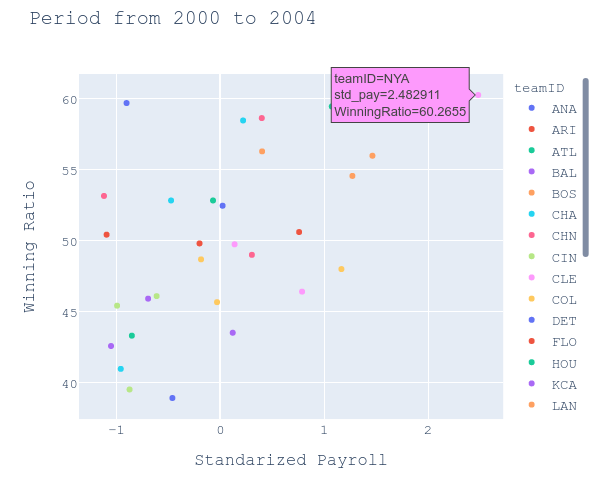 Period from 2000 to 2004
teamID=NYA
std_pay=2.482911
WinningRatio=60.2655
Winning Ratio
60
55
50
45
40
−1
0
1
2
Standarized Payroll
teamID
ANA
ARI
ATL
BAL
BOS
CHA
CHN
CIN
CLE
COL
DET
FLO
HOU
KCA
LAN